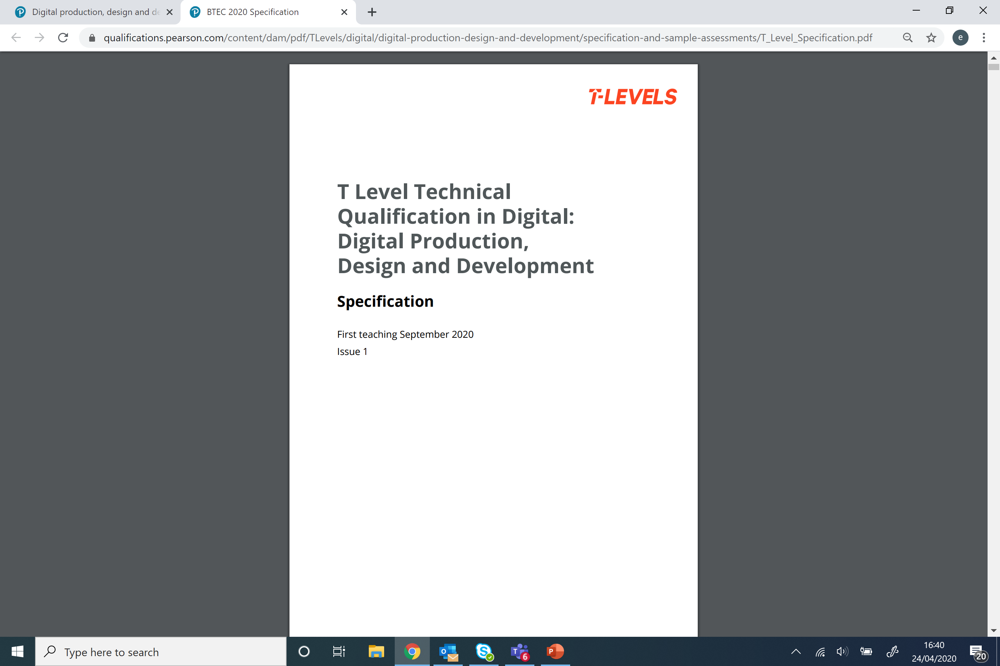 Digital production, design and de
BTEC 2020 Specification
qualifications.pearson.com/content/dam/pdf/TLevels/digital/digital-production-design-and-development/specification-and-sample-assessments/T_Level_Specification.pdf
e
T-LEVELS
T Level Technical
Qualification in Digital:
Digital Production,
Design and Development
Specification
First teaching September 2020
Issue 1
Type here to search
O
S
T
6
P
16:40
24/04/2020
20